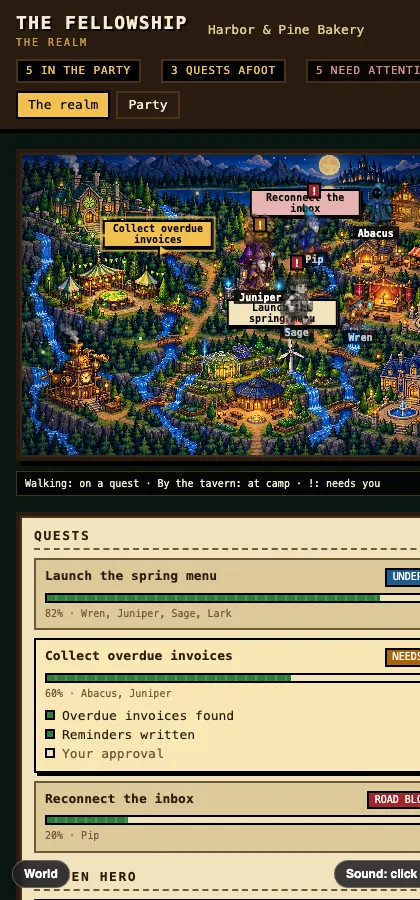 THE FELLOWSHIP
THE REALM
Harbor & Pine Bakery
5 IN THE PARTY
3 QUESTS AFOOT
5 NEED ATTENTI
The realm
Party
Reconnect the
inbox
Collect overdue
invoices
Abacus
Pip
Juniper
Launch the
spring menu
Sage
Wren
Walking: on a quest · By the tavern: at camp · !: needs you
QUESTS
Launch the spring menu
UNDER
82% · Wren, Juniper, Sage, Lark
Collect overdue invoices
NEEDS
60% · Abacus, Juniper
Overdue invoices found
Reminders written
Your approval
Reconnect the inbox
ROAD BLO
20% · Pip
World
EN HERO
Sound: click